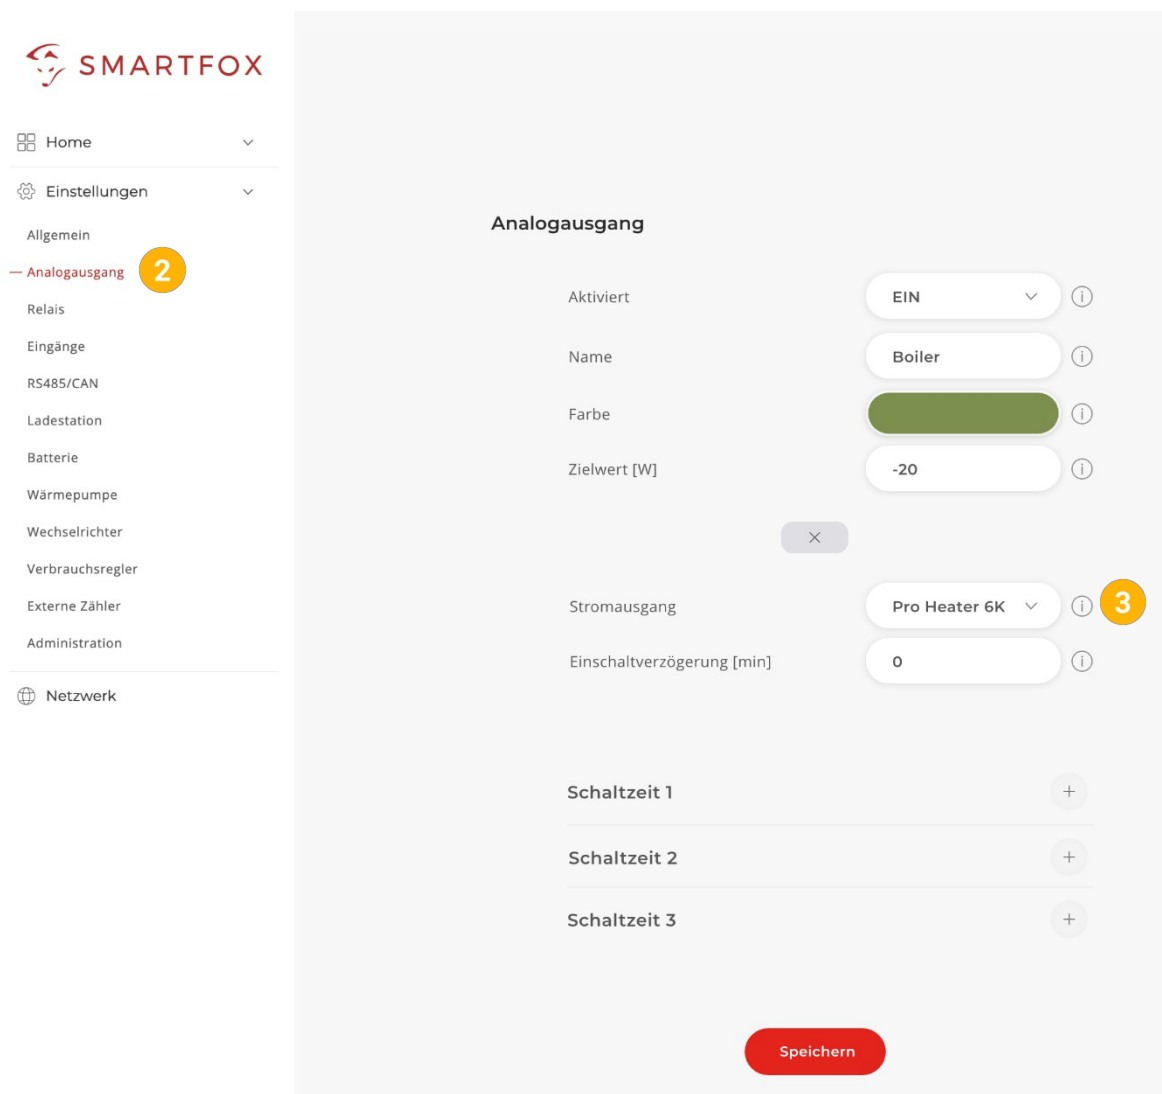 SMARTFOX
Home
Einstellungen
Allgemein
Analogausgang 2
Relais
Eingänge
RS485/CAN
Ladestation
Batterie
Wärmepumpe
Wechselrichter
Verbrauchsregler
Externe Zähler
Administration
Netzwerk
Analogausgang
Aktiviert EIN
Name Boiler
Farbe
Zielwert [W] -20
Stromausgang Pro Heater 6K 3
Einschaltverzögerung [min] 0
Schaltzeit 1
Schaltzeit 2
Schaltzeit 3
Speichern